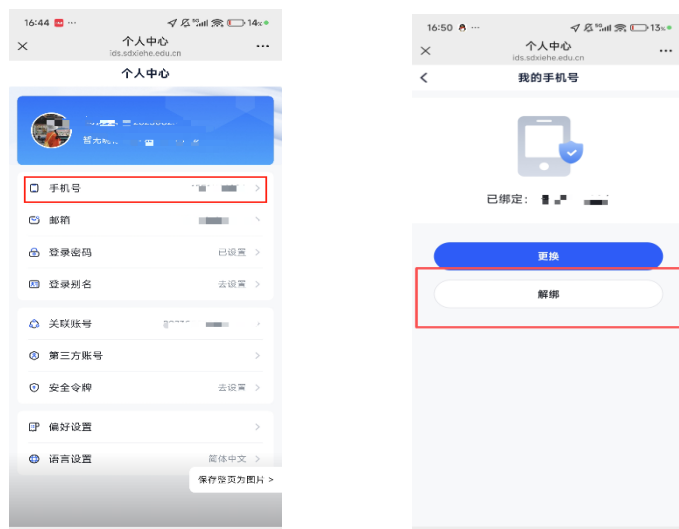 16:44 ··· 14%
个人中心
ids.sdxiehe.edu.cn
个人中心
手机号
邮箱
登录密码 已设置
登录别名 去设置
关联账号
第三方账号
安全令牌 去设置
偏好设置
语言设置 简体中文
保存整页为图片 >
16:50 ··· 13%
个人中心
ids.sdxiehe.edu.cn
我的手机号
已绑定：
更换
解绑